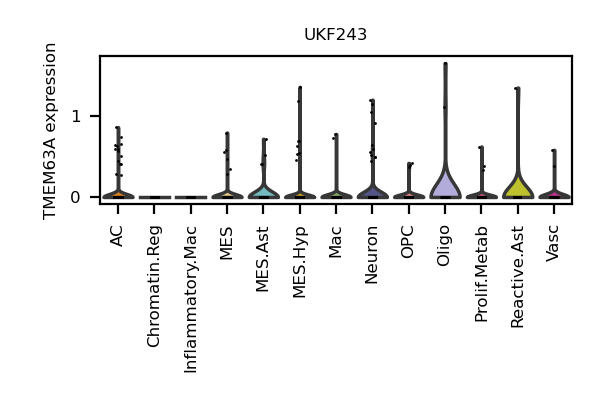 UKF243
TMEM63A expression
1
0
AC
Chromatin.Reg
Inflammatory.Mac
MES
MES.Ast
MES.Hyp
Mac
Neuron
OPC
Oligo
Prolif.Metab
Reactive.Ast
Vasc